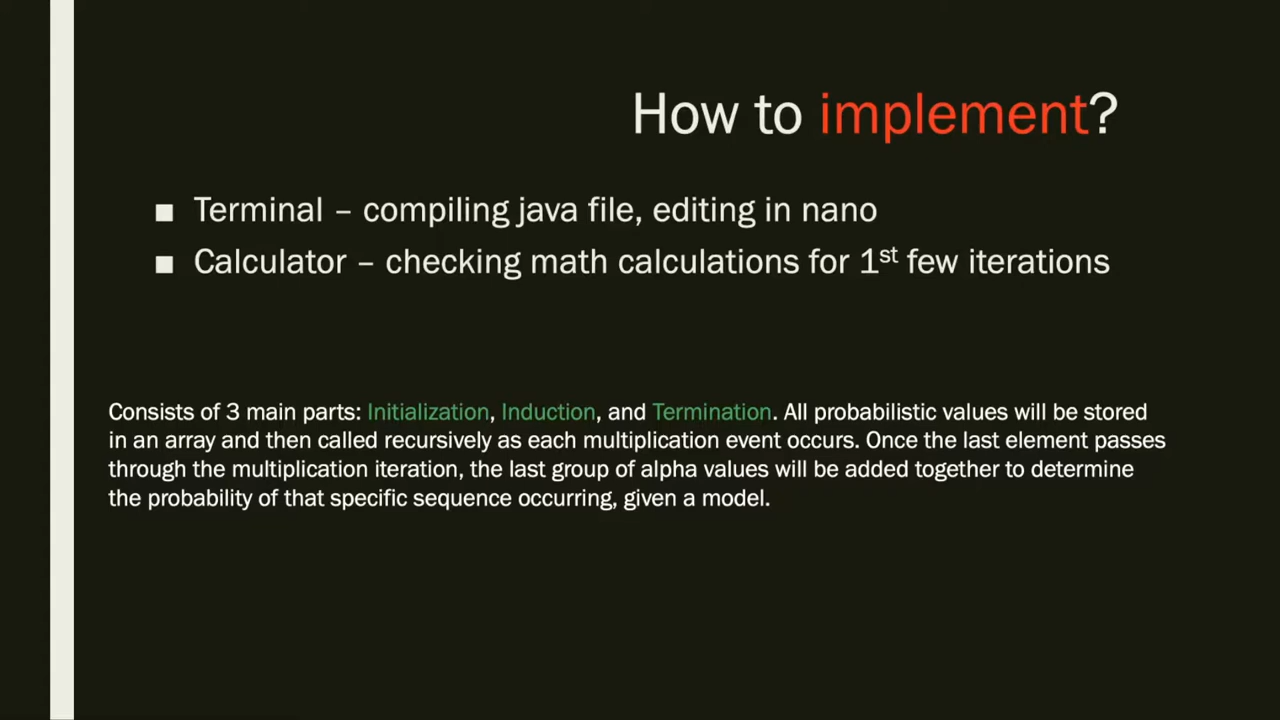 How to implement?
■ Terminal – compiling java file, editing in nano
■ Calculator – checking math calculations for 1st few iterations
Consists of 3 main parts: Initialization, Induction, and Termination. All probabilistic values will be stored
in an array and then called recursively as each multiplication event occurs. Once the last element passes
through the multiplication iteration, the last group of alpha values will be added together to determine
the probability of that specific sequence occurring, given a model.